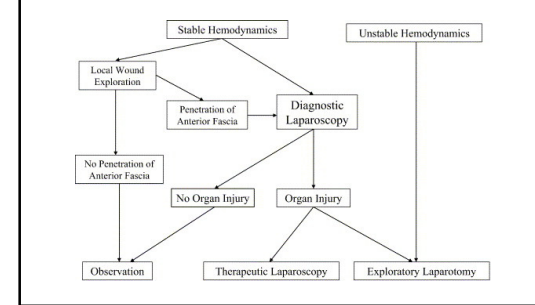 Stable Hemodynamics
Unstable Hemodynamics
Local Wound
Exploration
Penetration of
Anterior Fascia
Diagnostic
Laparoscopy
No Penetration of
Anterior Fascia
No Organ Injury
Organ Injury
Observation
Therapeutic Laparoscopy
Exploratory Laparotomy